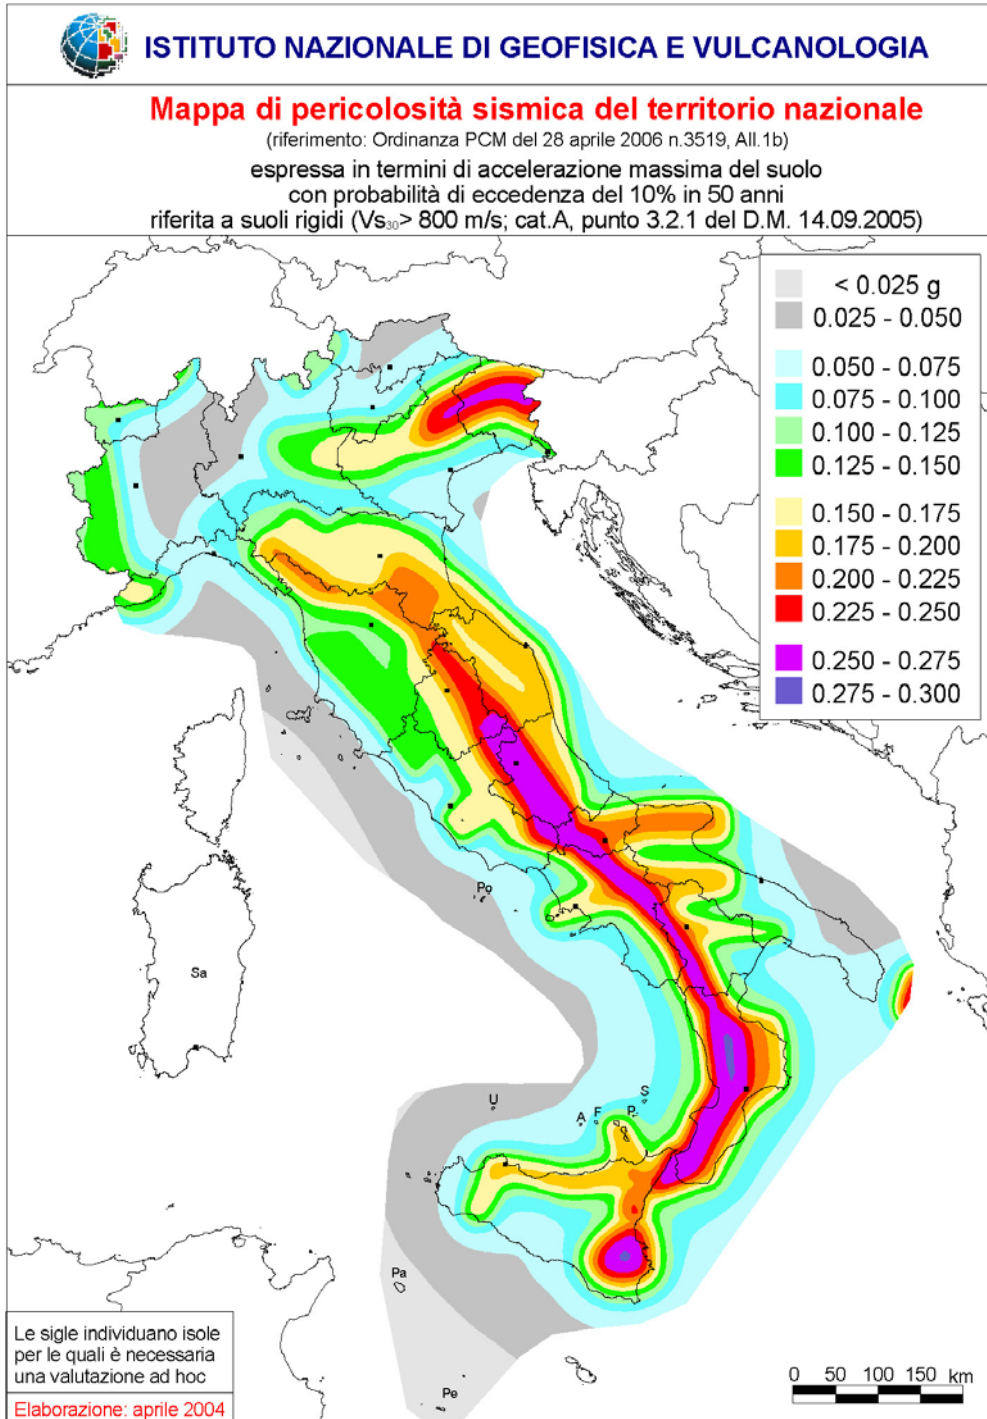 ISTITUTO NAZIONALE DI GEOFISICA E VULCANOLOGIA
Mappa di pericolosità sismica del territorio nazionale
(riferimento: Ordinanza PCM del 28 aprile 2006 n.3519, All.1b)
espressa in termini di accelerazione massima del suolo
con probabilità di eccedenza del 10% in 50 anni
riferita a suoli rigidi (Vs30> 800 m/s; cat.A, punto 3.2.1 del D.M. 14.09.2005)
< 0.025 g
0.025 - 0.050
0.050 - 0.075
0.075 - 0.100
0.100 - 0.125
0.125 - 0.150
0.150 - 0.175
0.175 - 0.200
0.200 - 0.225
0.225 - 0.250
0.250 - 0.275
0.275 - 0.300
Po
Sa
U
A
F
P.
S
Pa
Pe
Le sigle individuano isole
per le quali è necessaria
una valutazione ad hoc
Elaborazione: aprile 2004
0 50 100 150 km